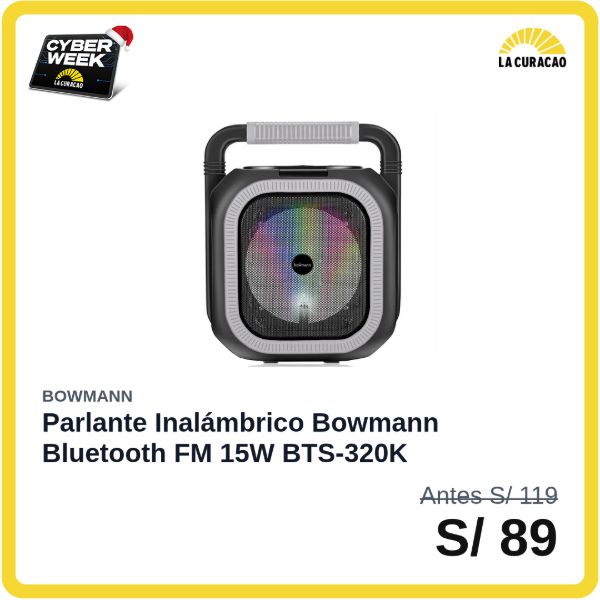 CYBER
WEEK
LA CURACAO
LA CURACAO
bowmann
BOWMANN
Parlante Inalámbrico Bowmann
Bluetooth FM 15W BTS-320K
Antes S/ 119
S/ 89